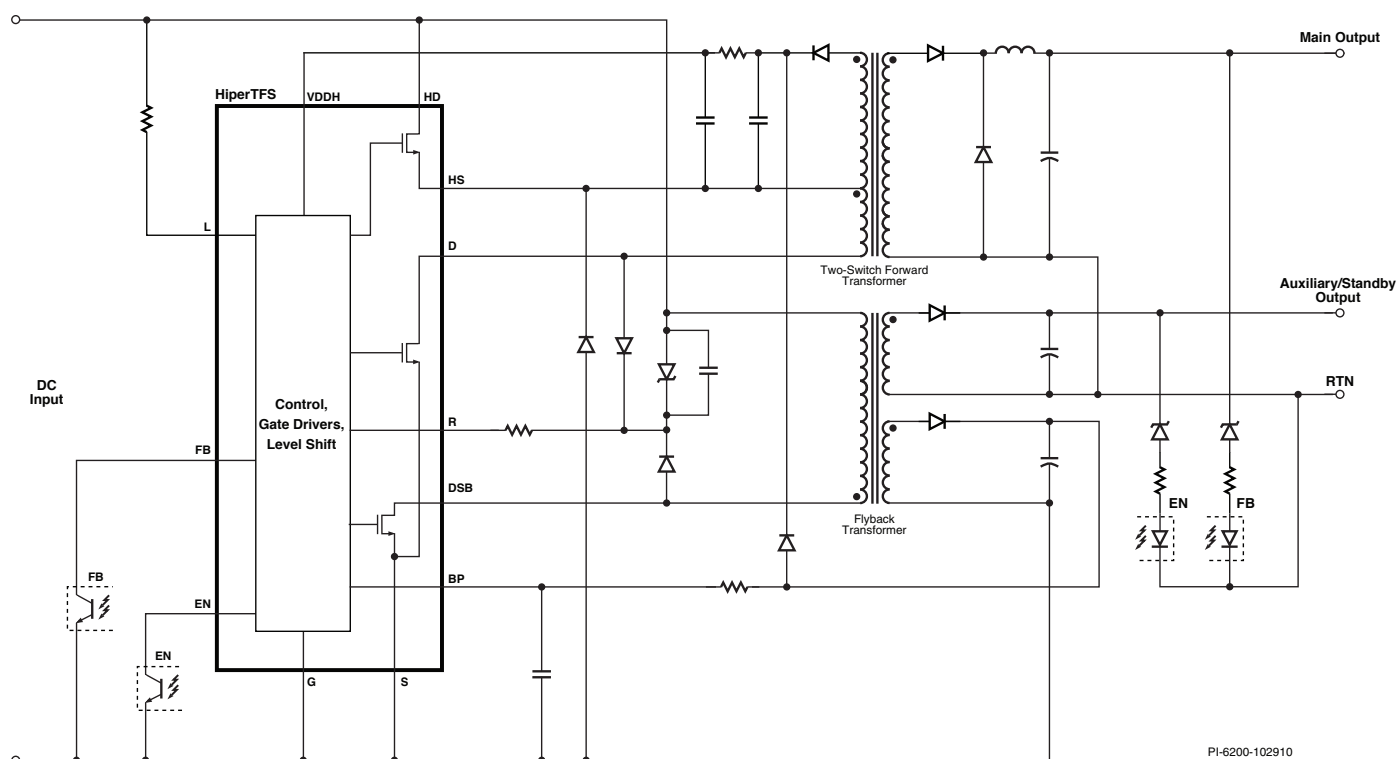 Main Output
HiperTFS
VDDH
HD
HS
L
D
Two-Switch Forward
Transformer
Auxiliary/Standby
Output
DC
Input
RTN
Control,
Gate Drivers,
Level Shift
R
FB
DSB
EN
FB
Flyback
Transformer
FB
BP
EN
EN
G
S
PI-6200-102910